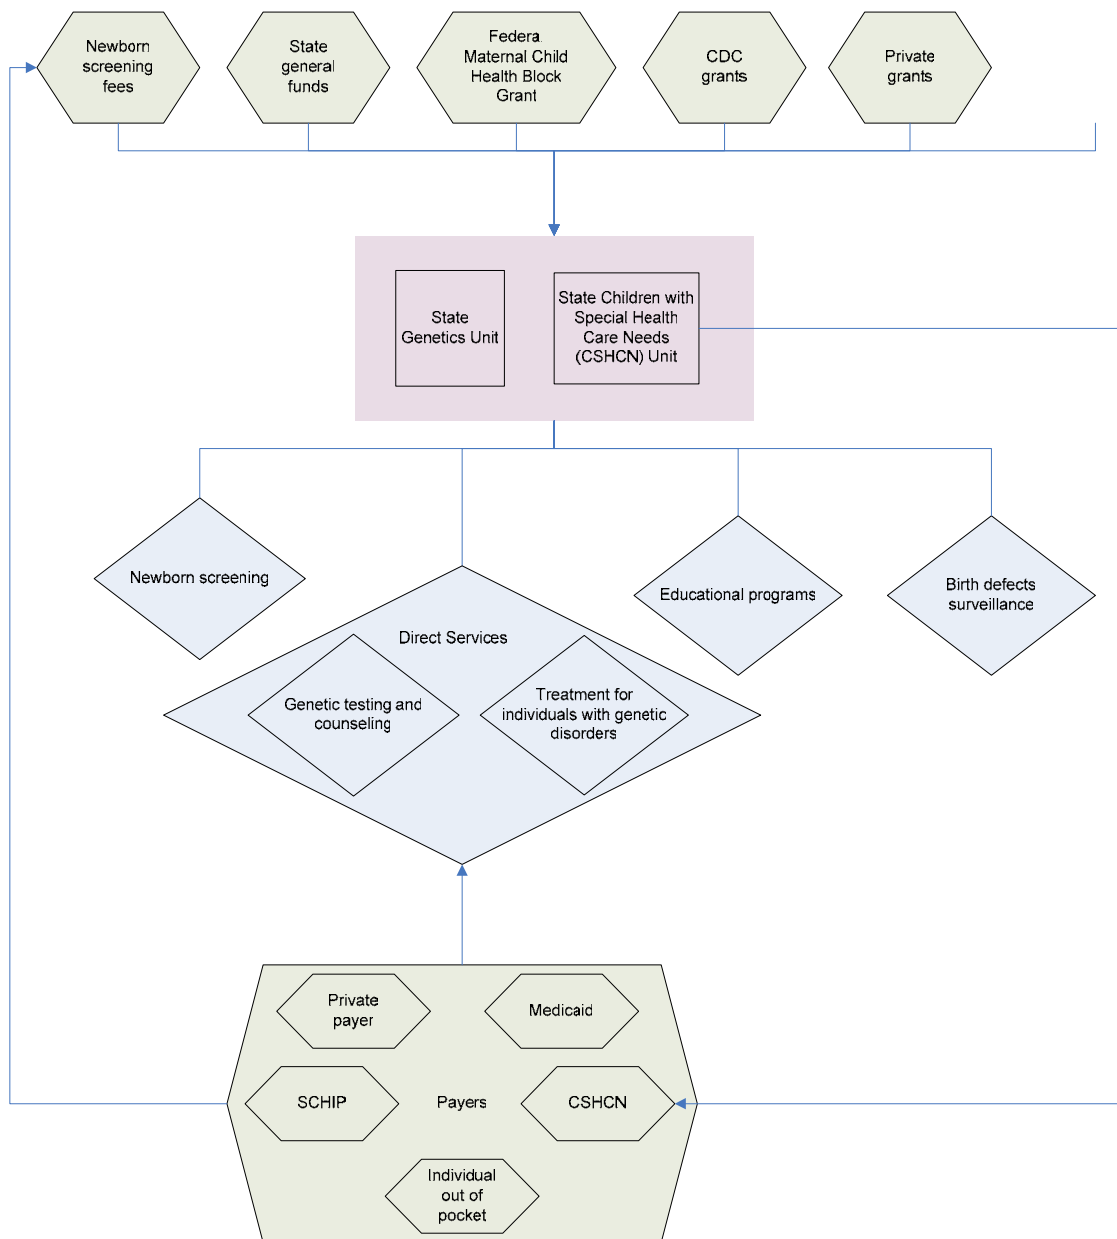 Newborn
screening
fees
State
general
funds
Federa
Maternal Child
Health Block
Grant
CDC
grants
Private
grants
State
Genetics Unit
State Children with
Special Health
Care Needs
(CSHCN) Unit
Newborn screening
Educational programs
Birth defects
surveillance
Direct Services
Genetic testing and
counseling
Treatment for
individuals with genetic
disorders
Private
payer
Medicaid
SCHIP
Payers
CSHCN
Individual
out of
pocket